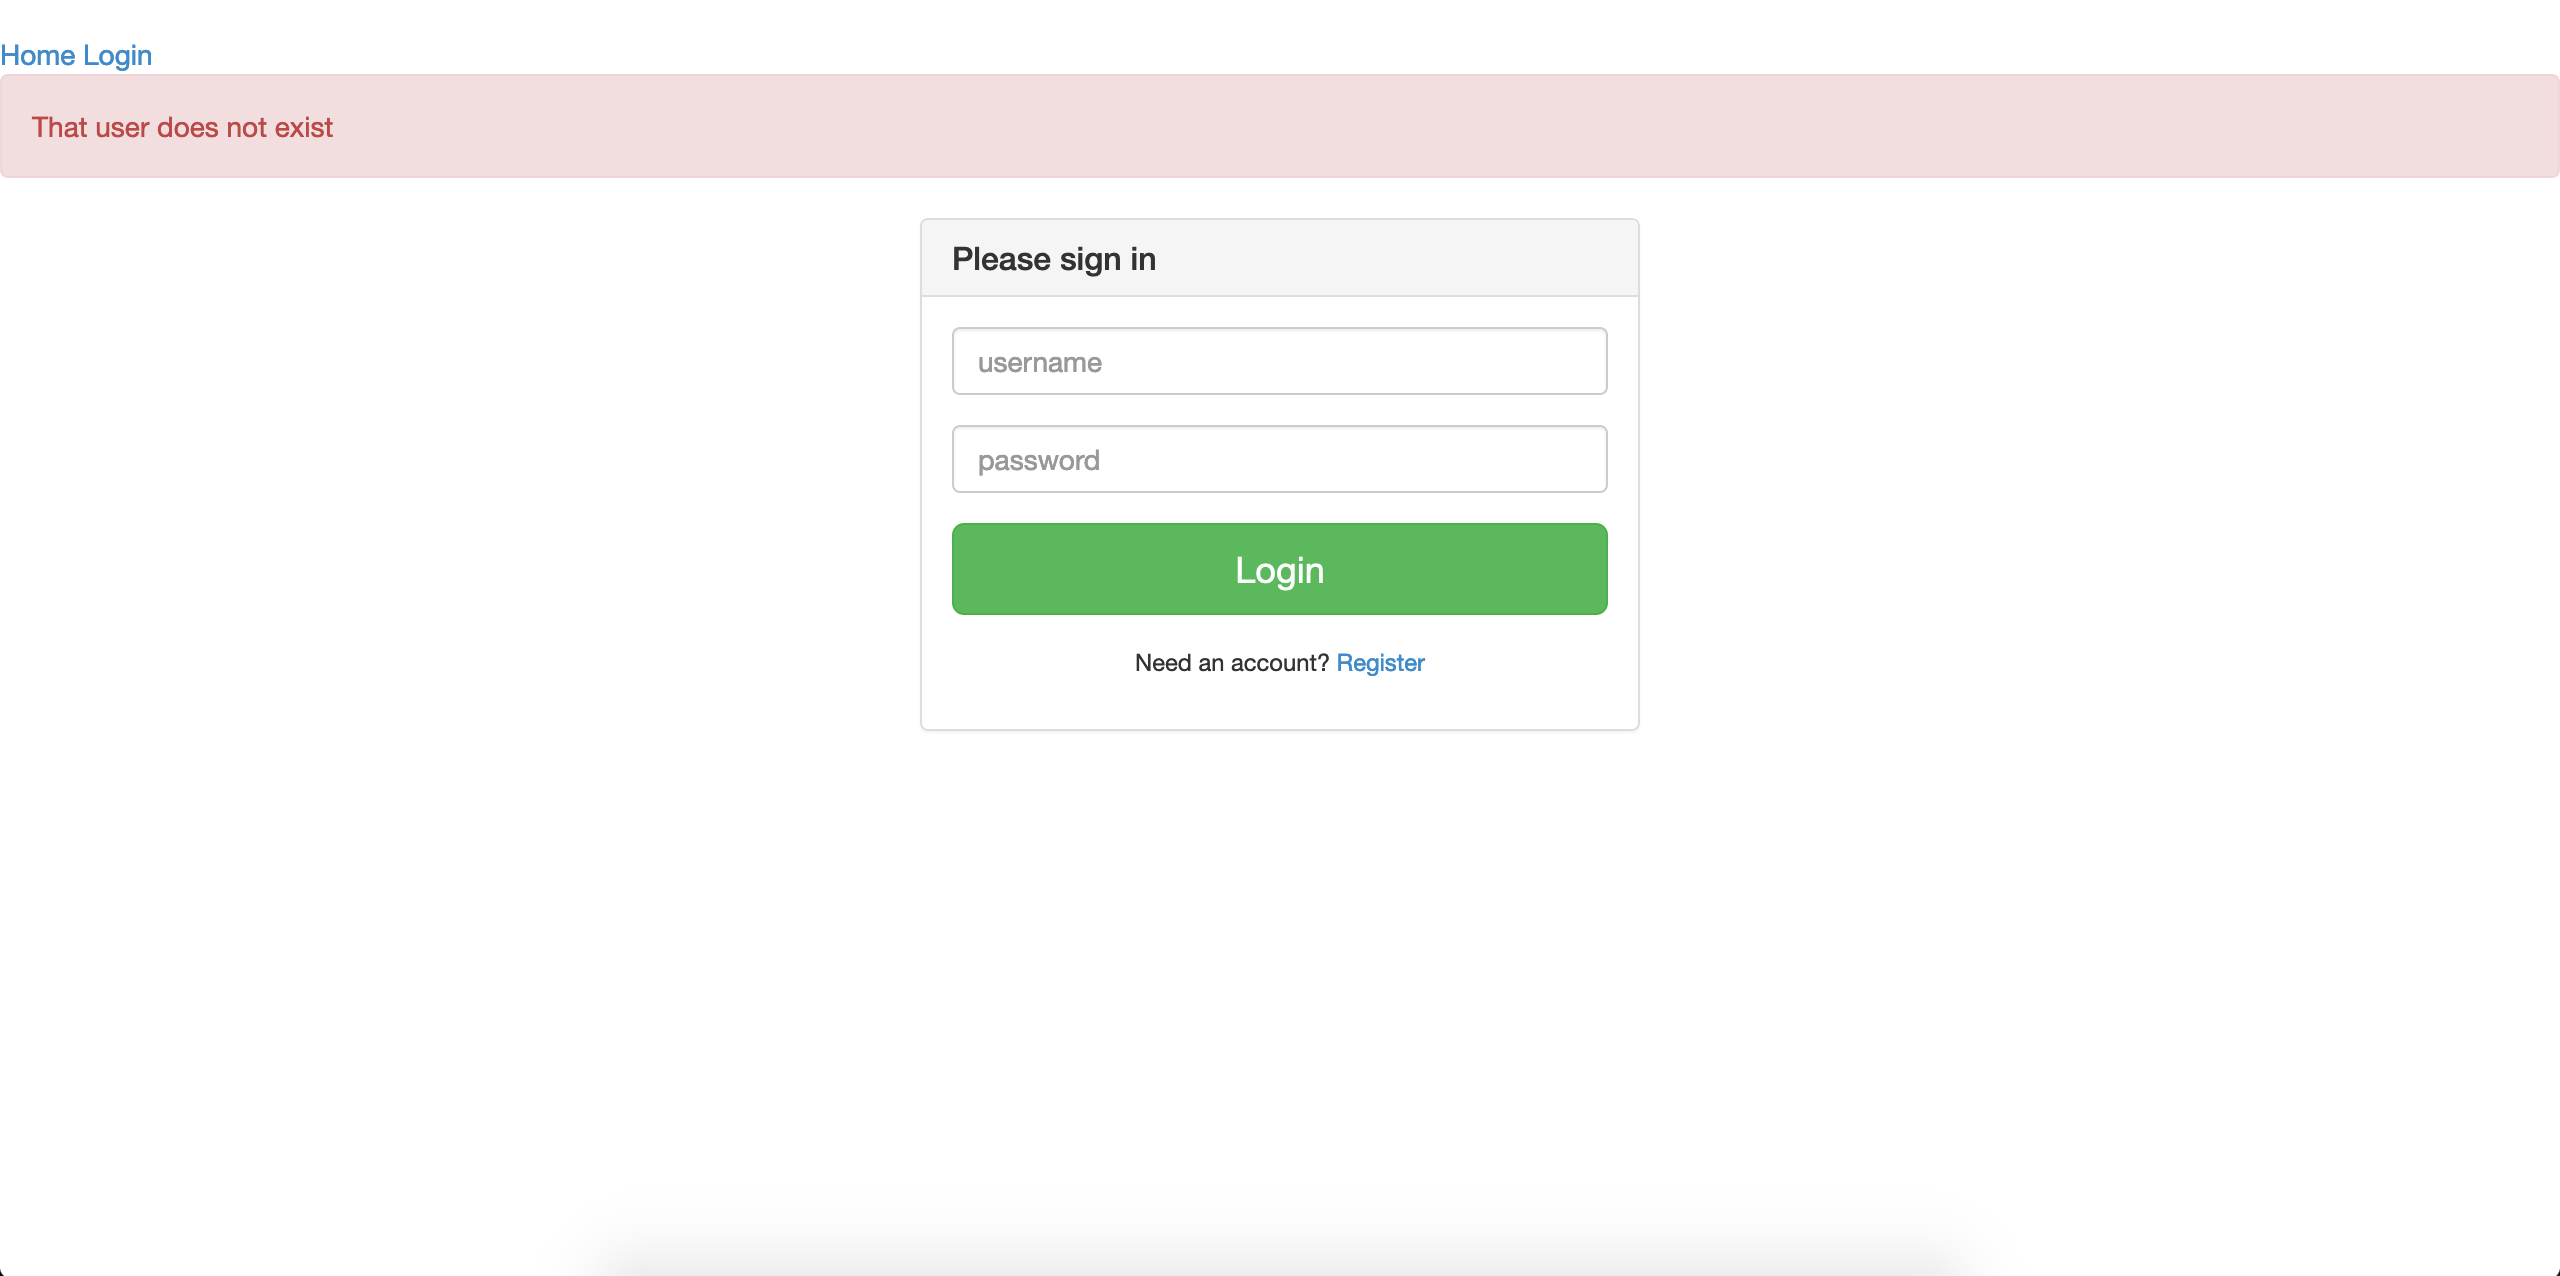 Home Login
That user does not exist
Please sign in
username
password
Login
Need an account? Register